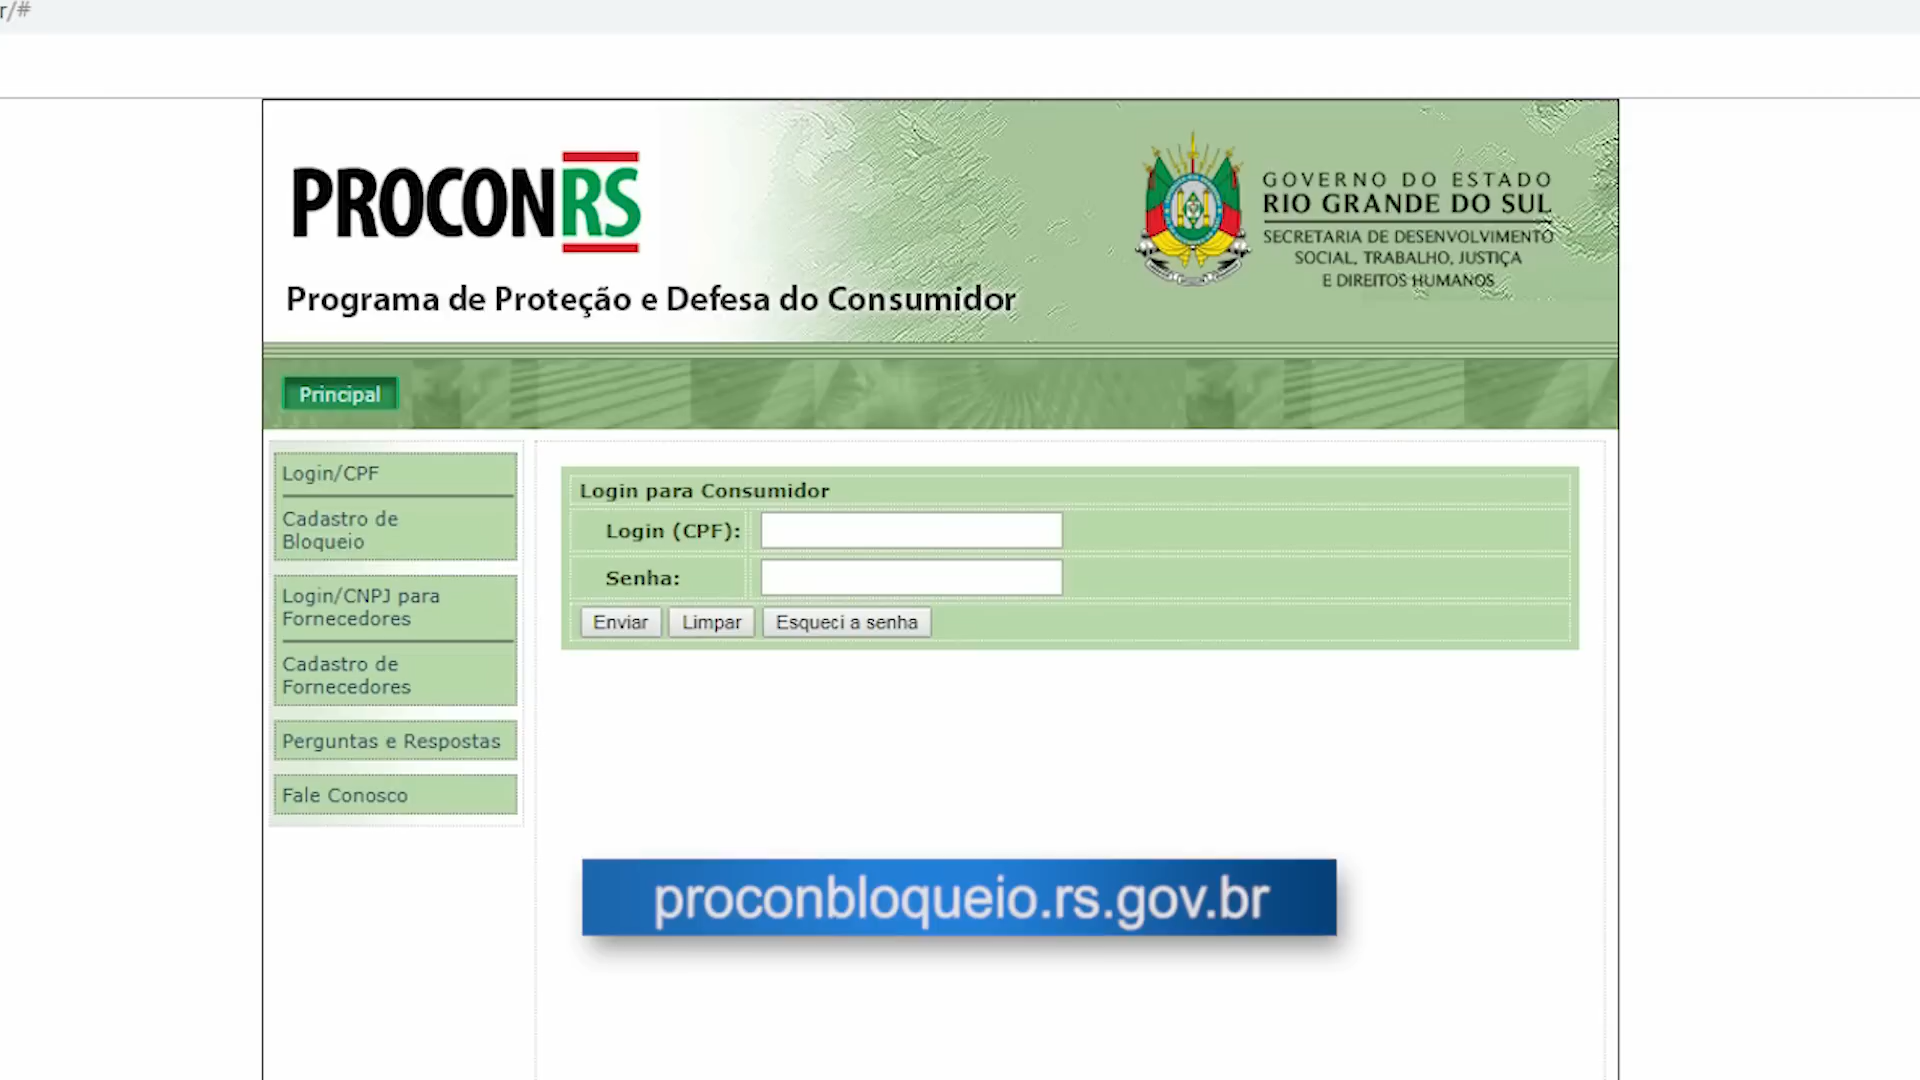 r/#
PROCONRS
Programa de Proteção e Defesa do Consumidor
GOVERNO DO ESTADO
RIO GRANDE DO SUL
SECRETARIA DE DESENVOLVIMENTO
SOCIAL, TRABALHO, JUSTIÇA
E DIREITOS HUMANOS
Principal
Login/CPF
Cadastro de
Bloqueio
Login/CNPJ para
Fornecedores
Cadastro de
Fornecedores
Perguntas e Respostas
Fale Conosco
Login para Consumidor
Login (CPF):
Senha:
Enviar Limpar Esqueci a senha
proconbloqueio.rs.gov.br